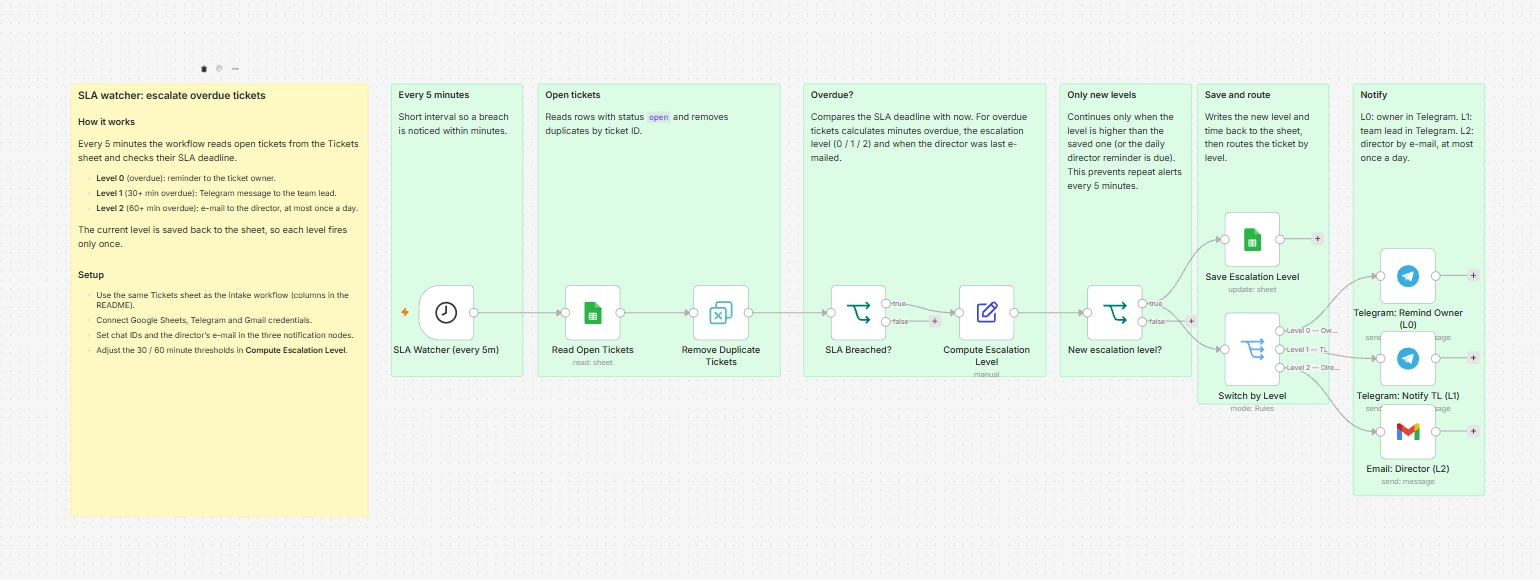 SLA watcher: escalate overdue tickets
How it works
Every 5 minutes the workflow reads open tickets from the Tickets
sheet and checks their SLA deadline.
Level 0 (overdue): reminder to the ticket owner.
Level 1 (30+ min overdue): Telegram message to the team lead.
Level 2 (60+ min overdue): e-mail to the director, at most once a day.
The current level is saved back to the sheet, so each level fires
only once.
Setup
Use the same Tickets sheet as the intake workflow (columns in the
README).
Connect Google Sheets, Telegram and Gmail credentials.
Set chat IDs and the director's e-mail in the three notification nodes.
Adjust the 30 / 60 minute thresholds in Compute Escalation Level.
Every 5 minutes
Short interval so a breach
is noticed within minutes.
SLA Watcher (every 5m)
Open tickets
Reads rows with status open and removes
duplicates by ticket ID.
Read Open Tickets
read: sheet
Remove Duplicate
Tickets
Overdue?
Compares the SLA deadline with now. For overdue
tickets calculates minutes overdue, the escalation
level (0 / 1 / 2) and when the director was last e-
mailed.
true
false
SLA Breached?
Compute Escalation
Level
manual
Only new levels
Continues only when the
level is higher than the
saved one (or the daily
director reminder is due).
This prevents repeat alerts
every 5 minutes.
true
false
New escalation level?
Save and route
Writes the new level and
time back to the sheet,
then routes the ticket by
level.
Save Escalation Level
update: sheet
Level 0 — Ow...
Level 1 — TL
Level 2 — Dire...
Switch by Level
mode: Rules
Notify
L0: owner in Telegram. L1:
team lead in Telegram. L2:
director by e-mail, at most
once a day.
Telegram: Remind Owner
(L0)
Telegram: Notify TL (L1)
Email: Director (L2)
send: message